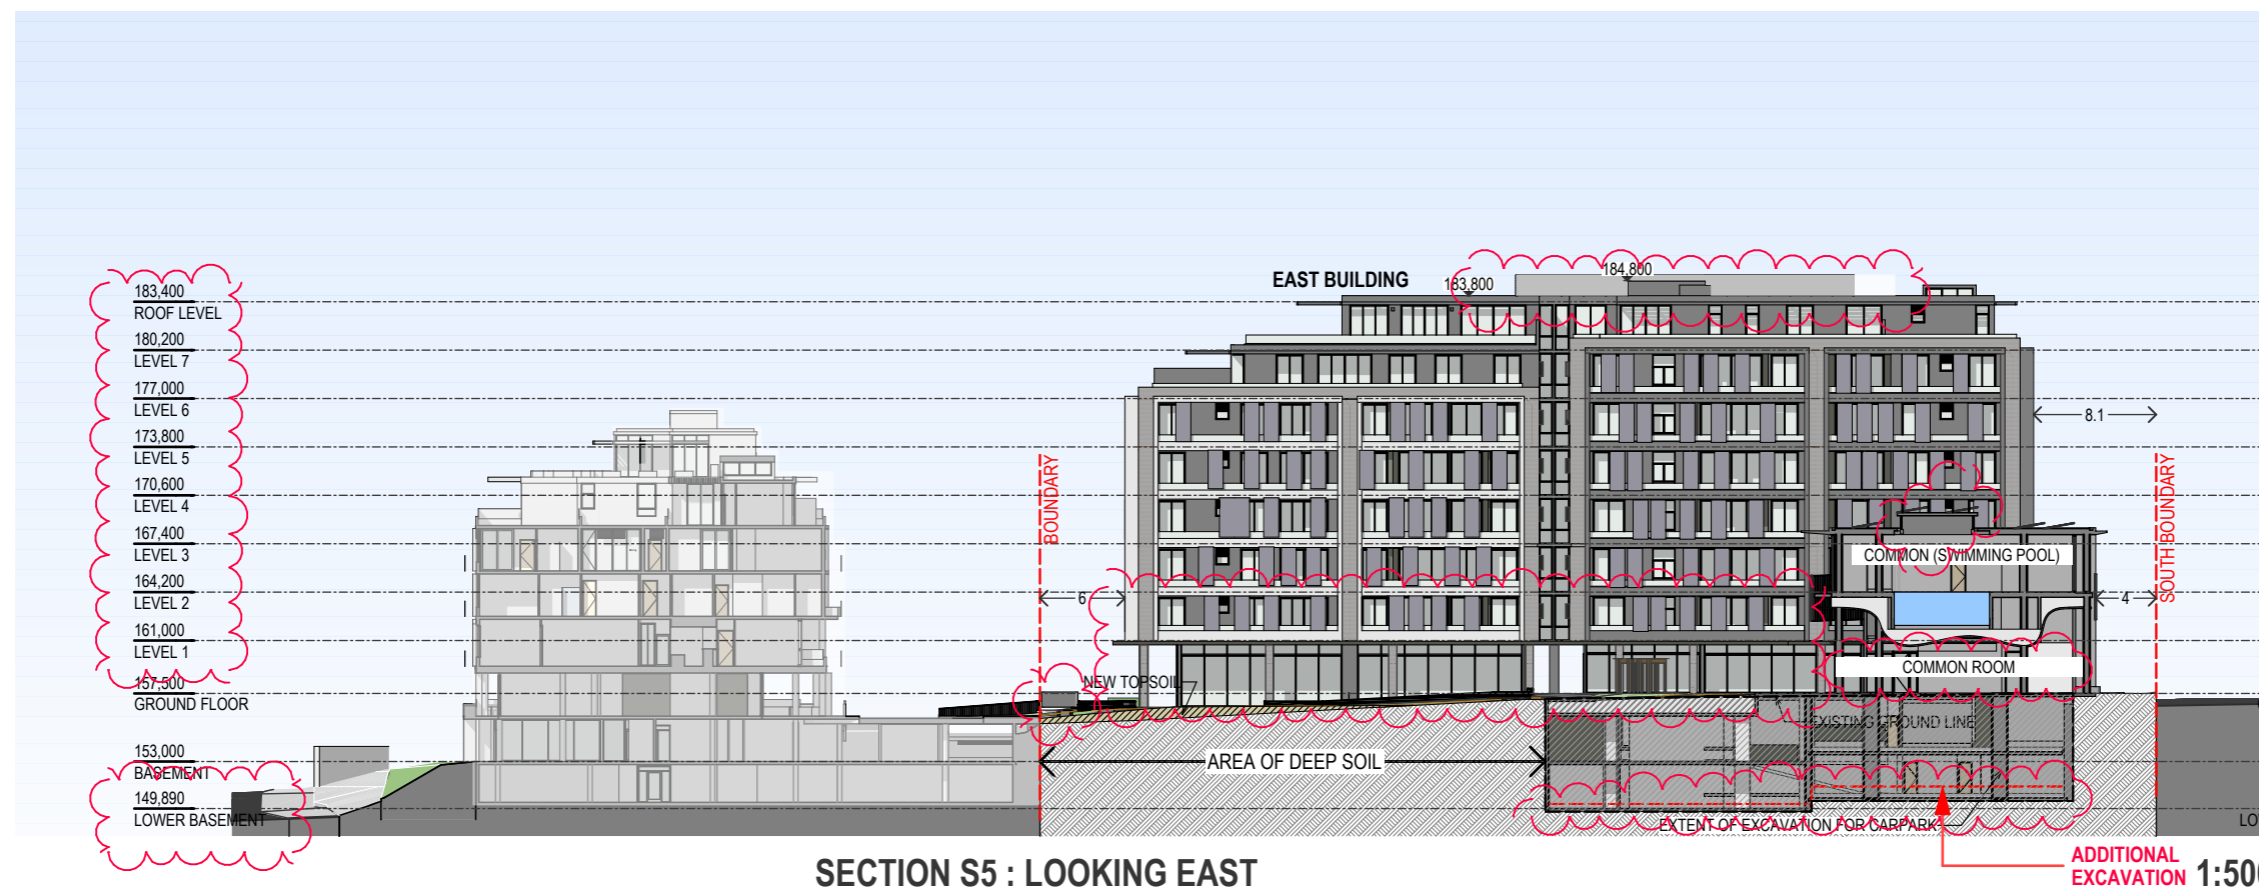 183,400
ROOF LEVEL
180,200
LEVEL 7
177,000
LEVEL 6
173,800
LEVEL 5
170,600
LEVEL 4
167,400
LEVEL 3
164,200
LEVEL 2
161,000
LEVEL 1
157,500
GROUND FLOOR
153,000
BASEMENT
149,890
LOWER BASEMENT
EAST BUILDING
183,800
184,800
8.1
BOUNDARY
SOUTH BOUNDARY
6
4
COMMON (SWIMMING POOL)
COMMON ROOM
NEW TOPSOIL
EXISTING GROUND LINE
AREA OF DEEP SOIL
EXTENT OF EXCAVATION FOR CARPARK
ADDITIONAL
EXCAVATION
SECTION S5 : LOOKING EAST